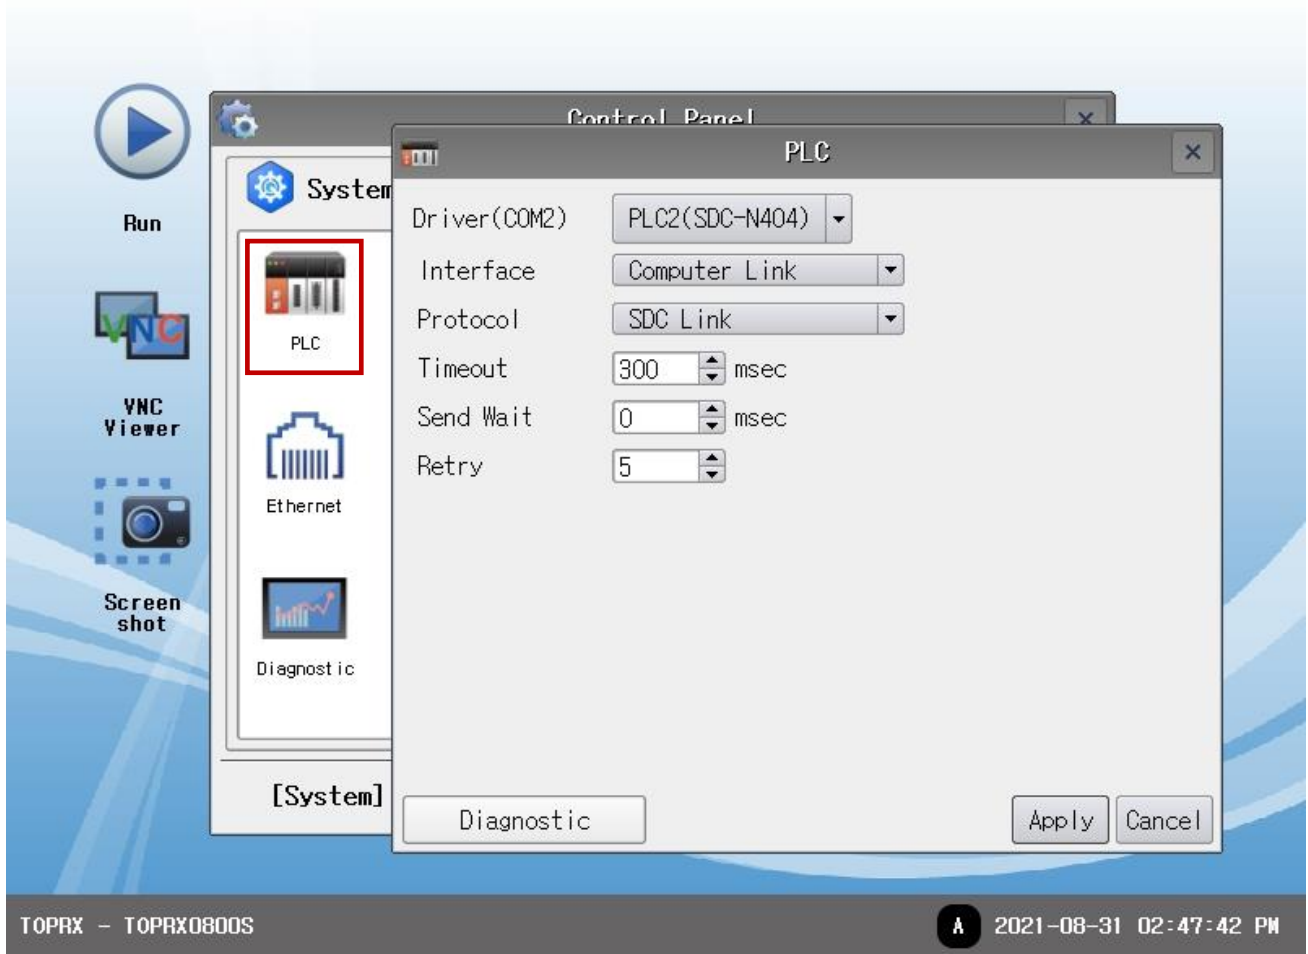 Run
VNC
Viewer
Screen
shot
Control Panel
System
PLC
Ethernet
Diagnostic
[System]
PLC
Driver(COM2) PLC2(SDC-N404)
Interface Computer Link
Protocol SDC Link
Timeout 300 msec
Send Wait 0 msec
Retry 5
Diagnostic Apply Cancel
TOPRX - TOPRX0800S A 2021-08-31 02:47:42 PM